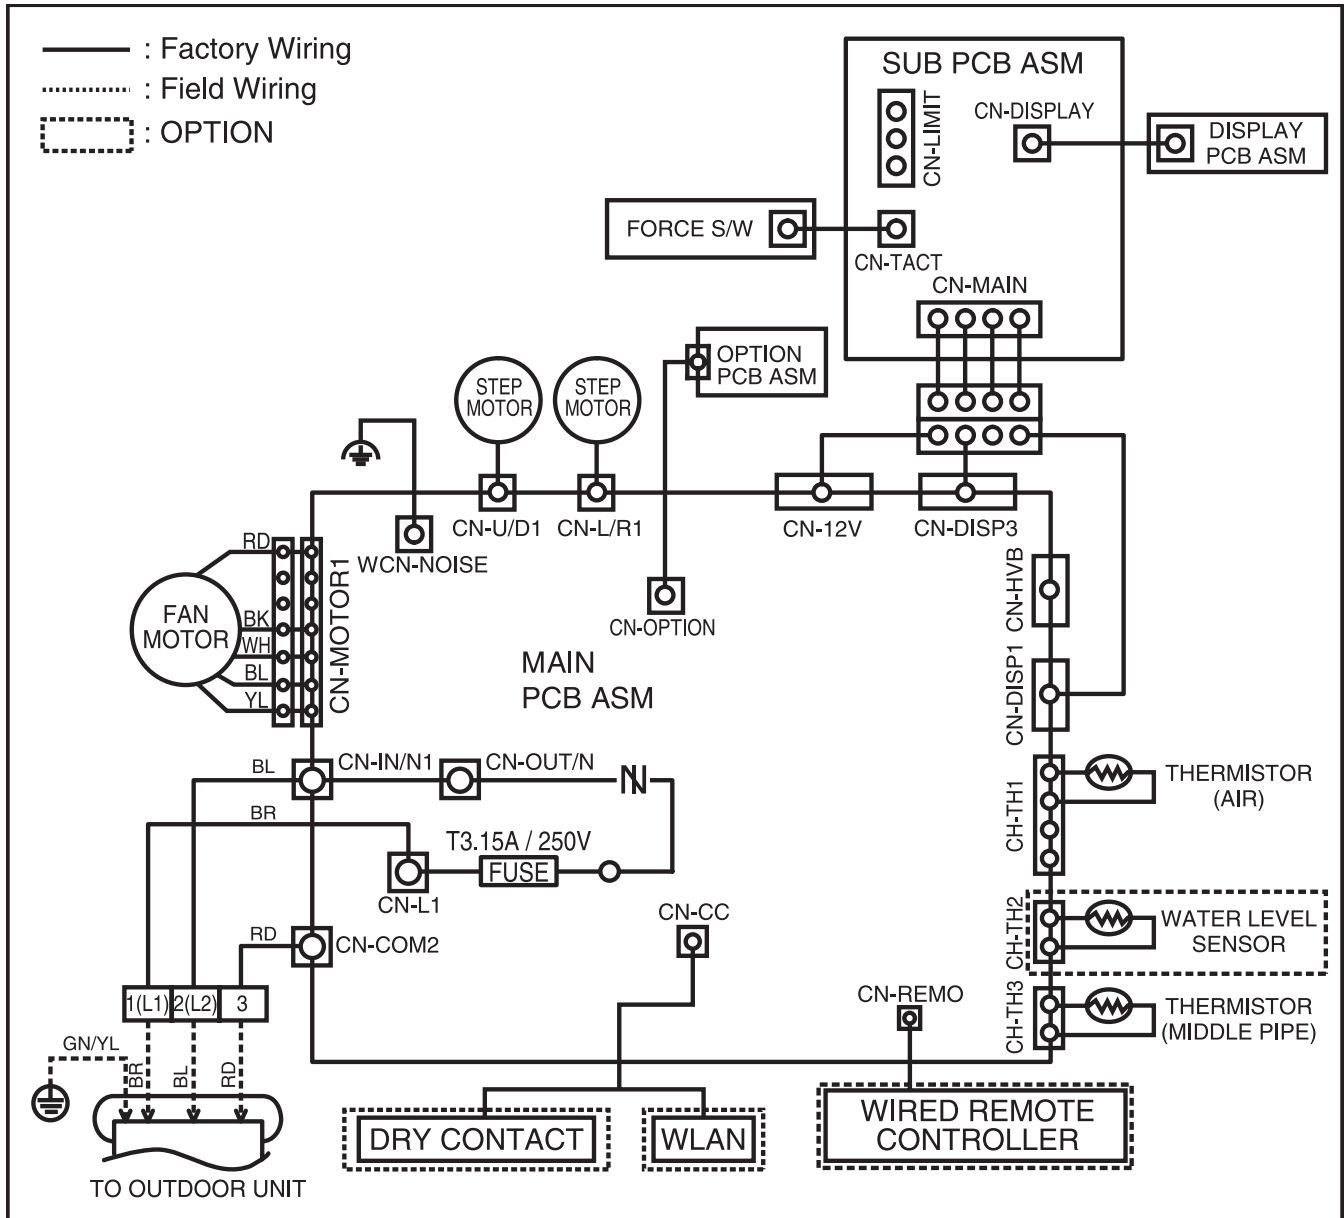 : Factory Wiring
: Field Wiring
: OPTION
SUB PCB ASM
CN-LIMIT
CN-DISPLAY
DISPLAY
PCB ASM
FORCE S/W
CN-TACT
CN-MAIN
OPTION
PCB ASM
STEP
MOTOR
STEP
MOTOR
CN-U/D1
CN-L/R1
CN-12V
CN-DISP3
WCN-NOISE
RD
BK
WH
BL
YL
FAN
MOTOR
CN-MOTOR1
CN-OPTION
MAIN
PCB ASM
CN-HVB
CN-DISP1
CN-IN/N1
CN-OUT/N
BL
BR
T3.15A / 250V
FUSE
CN-L1
CH-TH1
THERMISTOR
(AIR)
CN-CC
CH-TH2
WATER LEVEL
SENSOR
RD
CN-COM2
CN-REMO
CH-TH3
THERMISTOR
(MIDDLE PIPE)
1(L1)
2(L2)
3
GN/YL
BR
BL
RD
DRY CONTACT
WLAN
WIRED REMOTE
CONTROLLER
TO OUTDOOR UNIT